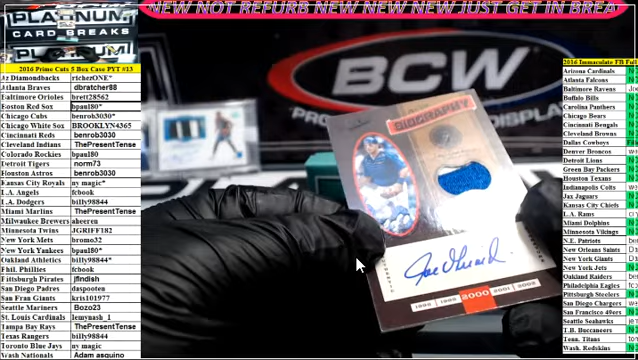 PLATINUM
CARD BREAKS
PLATINUM
NEW NOT REFURB NEW NEW NEW JUST GET IN BREA
2016 Prime Cuts 5 Box Case PYT #13
Az Diamondbacks richezONE*
Atlanta Braves dbratcher88
Baltimore Orioles brett28562
Boston Red Sox bpaul80*
Chicago Cubs benrob3030*
Chicago White Sox BROOKLYN4365
Cincinnati Reds benrob3030
Cleveland Indians ThePresentTense
Colorado Rockies bpaul80
Detroit Tigers norm73
Houston Astros benrob3030
Kansas City Royals ny magic*
L.A. Angels fcbook
L.A. Dodgers billy9844
Miami Marlins ThePresentTense
Milwaukee Brewers aheeren
Minnesota Twins JGRIFF182
New York Mets bromo32
New York Yankees bpaul80*
Oakland Athletics billy98844*
Phil. Phillies fcbook
Pittsburgh Pirates jfindish
San Diego Padres daspooten
San Fran Giants kris101977
Seattle Mariners Bozo23
St. Louis Cardinals lemynash_1
Tampa Bay Rays ThePresentTense
Texas Rangers billy98844
Toronto Blue Jays ny magic
Wash Nationals Adam asquino
BCW
BIOGRAPHY
2000
2016 Immaculate FB Full
Arizona Cardinals
Atlanta Falcons
Baltimore Ravens
Buffalo Bills
Carolina Panthers
Chicago Bears
Cincinnati Bengals
Cleveland Browns
Dallas Cowboys
Denver Broncos
Detroit Lions
Green Bay Packers
Houston Texans
Indianapolis Colts
Jax Jaguars
Kansas City Chiefs
L.A. Rams
Miami Dolphins
Minnesota Vikings
N.E. Patriots
New Orleans Saints
New York Giants
New York Jets
Oakland Raiders
Philadelphia Eagles
Pittsburgh Steelers
San Diego Chargers
San Francisco 49ers
Seattle Seahawks
T.B. Buccaneers
Tenn. Titans
Wash. Redskins